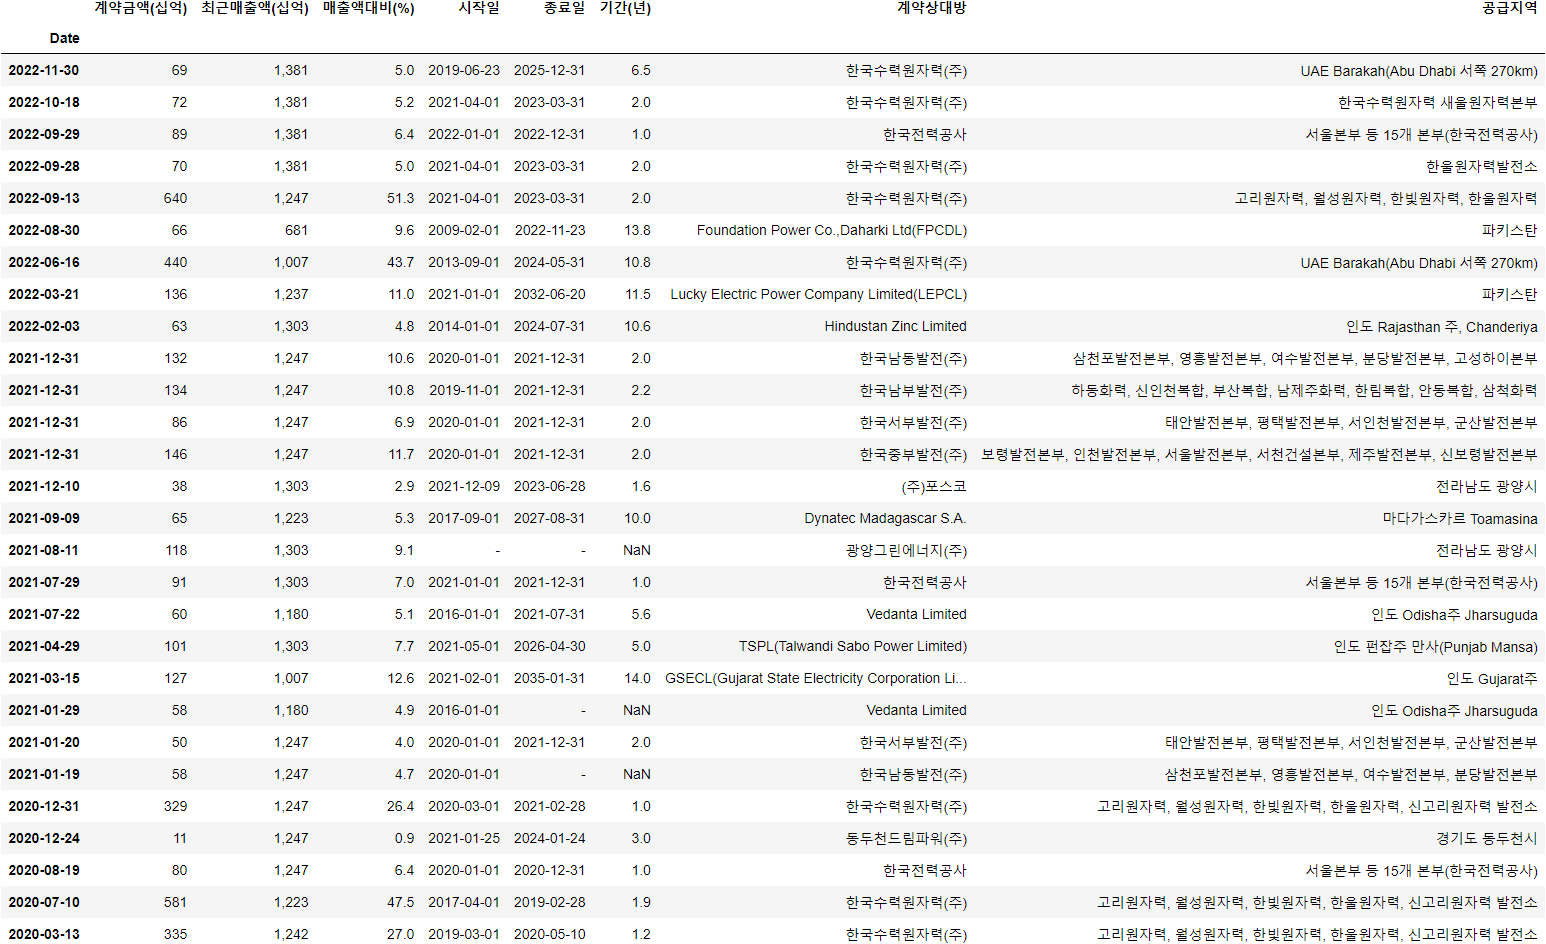 계약금액(십억) 최근매출액(십억) 매출액대비(%) 시작일 종료일 기간(년) 계약상대방 공급지역
Date
2022-11-30 69 1,381 5.0 2019-06-23 2025-12-31 6.5 한국수력원자력(주) UAE Barakah(Abu Dhabi 서쪽 270km)
2022-10-18 72 1,381 5.2 2021-04-01 2023-03-31 2.0 한국수력원자력(주) 한국수력원자력 새울원자력본부
2022-09-29 89 1,381 6.4 2022-01-01 2022-12-31 1.0 한국전력공사 서울본부 등 15개 본부(한국전력공사)
2022-09-28 70 1,381 5.0 2021-04-01 2023-03-31 2.0 한국수력원자력(주) 한울원자력발전소
2022-09-13 640 1,247 51.3 2021-04-01 2023-03-31 2.0 한국수력원자력(주) 고리원자력, 월성원자력, 한빛원자력, 한울원자력
2022-08-30 66 681 9.6 2009-02-01 2022-11-23 13.8 Foundation Power Co.,Daharki Ltd(FPCDL) 파키스탄
2022-06-16 440 1,007 43.7 2013-09-01 2024-05-31 10.8 한국수력원자력(주) UAE Barakah(Abu Dhabi 서쪽 270km)
2022-03-21 136 1,237 11.0 2021-01-01 2032-06-20 11.5 Lucky Electric Power Company Limited(LEPCL) 파키스탄
2022-02-03 63 1,303 4.8 2014-01-01 2024-07-31 10.6 Hindustan Zinc Limited 인도 Rajasthan 주, Chanderiya
2021-12-31 132 1,247 10.6 2020-01-01 2021-12-31 2.0 한국남동발전(주) 삼천포발전본부, 영흥발전본부, 여수발전본부, 분당발전본부, 고성하이본부
2021-12-31 134 1,247 10.8 2019-11-01 2021-12-31 2.2 한국남부발전(주) 하동화력, 신인천복합, 부산복합, 남제주화력, 한림복합, 안동복합, 삼척화력
2021-12-31 86 1,247 6.9 2020-01-01 2021-12-31 2.0 한국서부발전(주) 태안발전본부, 평택발전본부, 서인천발전본부, 군산발전본부
2021-12-31 146 1,247 11.7 2020-01-01 2021-12-31 2.0 한국중부발전(주) 보령발전본부, 인천발전본부, 서울발전본부, 서천건설본부, 제주발전본부, 신보령발전본부
2021-12-10 38 1,303 2.9 2021-12-09 2023-06-28 1.6 (주)포스코 전라남도 광양시
2021-09-09 65 1,223 5.3 2017-09-01 2027-08-31 10.0 Dynatec Madagascar S.A. 마다가스카르 Toamasina
2021-08-11 118 1,303 9.1 - - NaN 광양그린에너지(주) 전라남도 광양시
2021-07-29 91 1,303 7.0 2021-01-01 2021-12-31 1.0 한국전력공사 서울본부 등 15개 본부(한국전력공사)
2021-07-22 60 1,180 5.1 2016-01-01 2021-07-31 5.6 Vedanta Limited 인도 Odisha주 Jharsuguda
2021-04-29 101 1,303 7.7 2021-05-01 2026-04-30 5.0 TSPL(Talwandi Sabo Power Limited) 인도 펀잡주 만사(Punjab Mansa)
2021-03-15 127 1,007 12.6 2021-02-01 2035-01-31 14.0 GSECL(Gujarat State Electricity Corporation Li... 인도 Gujarat주
2021-01-29 58 1,180 4.9 2016-01-01 - NaN Vedanta Limited 인도 Odisha주 Jharsuguda
2021-01-20 50 1,247 4.0 2020-01-01 2021-12-31 2.0 한국서부발전(주) 태안발전본부, 평택발전본부, 서인천발전본부, 군산발전본부
2021-01-19 58 1,247 4.7 2020-01-01 - NaN 한국남동발전(주) 삼천포발전본부, 영흥발전본부, 여수발전본부, 분당발전본부
2020-12-31 329 1,247 26.4 2020-03-01 2021-02-28 1.0 한국수력원자력(주) 고리원자력, 월성원자력, 한빛원자력, 한울원자력, 신고리원자력 발전소
2020-12-24 11 1,247 0.9 2021-01-25 2024-01-24 3.0 동두천드림파워(주) 경기도 동두천시
2020-08-19 80 1,247 6.4 2020-01-01 2020-12-31 1.0 한국전력공사 서울본부 등 15개 본부(한국전력공사)
2020-07-10 581 1,223 47.5 2017-04-01 2019-02-28 1.9 한국수력원자력(주) 고리원자력, 월성원자력, 한빛원자력, 한울원자력, 신고리원자력 발전소
2020-03-13 335 1,242 27.0 2019-03-01 2020-05-10 1.2 한국수력원자력(주) 고리원자력, 월성원자력, 한빛원자력, 한울원자력, 신고리원자력 발전소